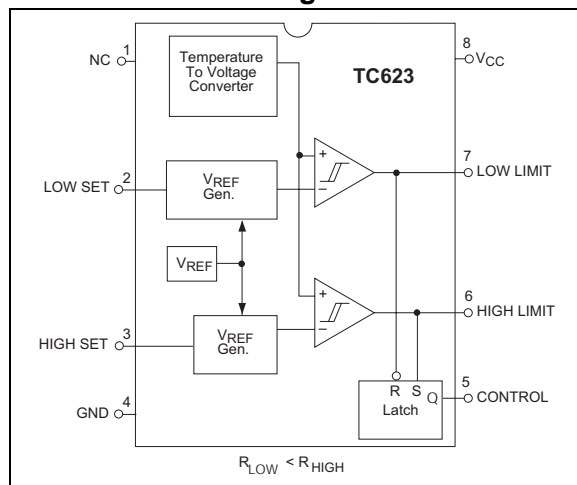 NC
1
Temperature
To Voltage
Converter
TC623
8
VCC
LOW SET
2
VREF
Gen.
+
−
7
LOW LIMIT
VREF
HIGH SET
3
VREF
Gen.
+
−
6
HIGH LIMIT
R S
Q
Latch
5
CONTROL
GND
4
RLOW < RHIGH